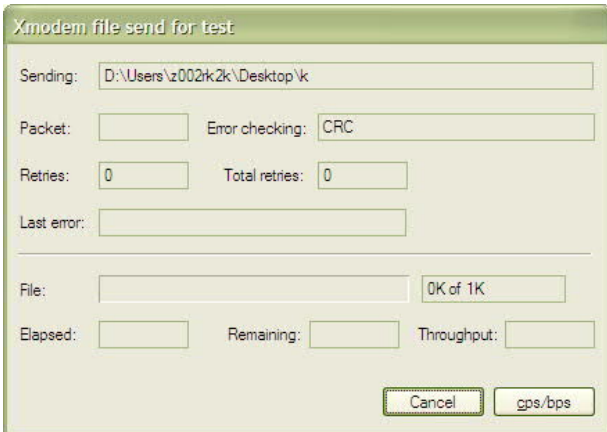 Xmodem file send for test
Sending: D:\Users\z002rk2k\Desktop\k
Packet: Error checking: CRC
Retries: 0 Total retries: 0
Last error:
File: 0K of 1K
Elapsed: Remaining: Throughput:
Cancel cps/bps